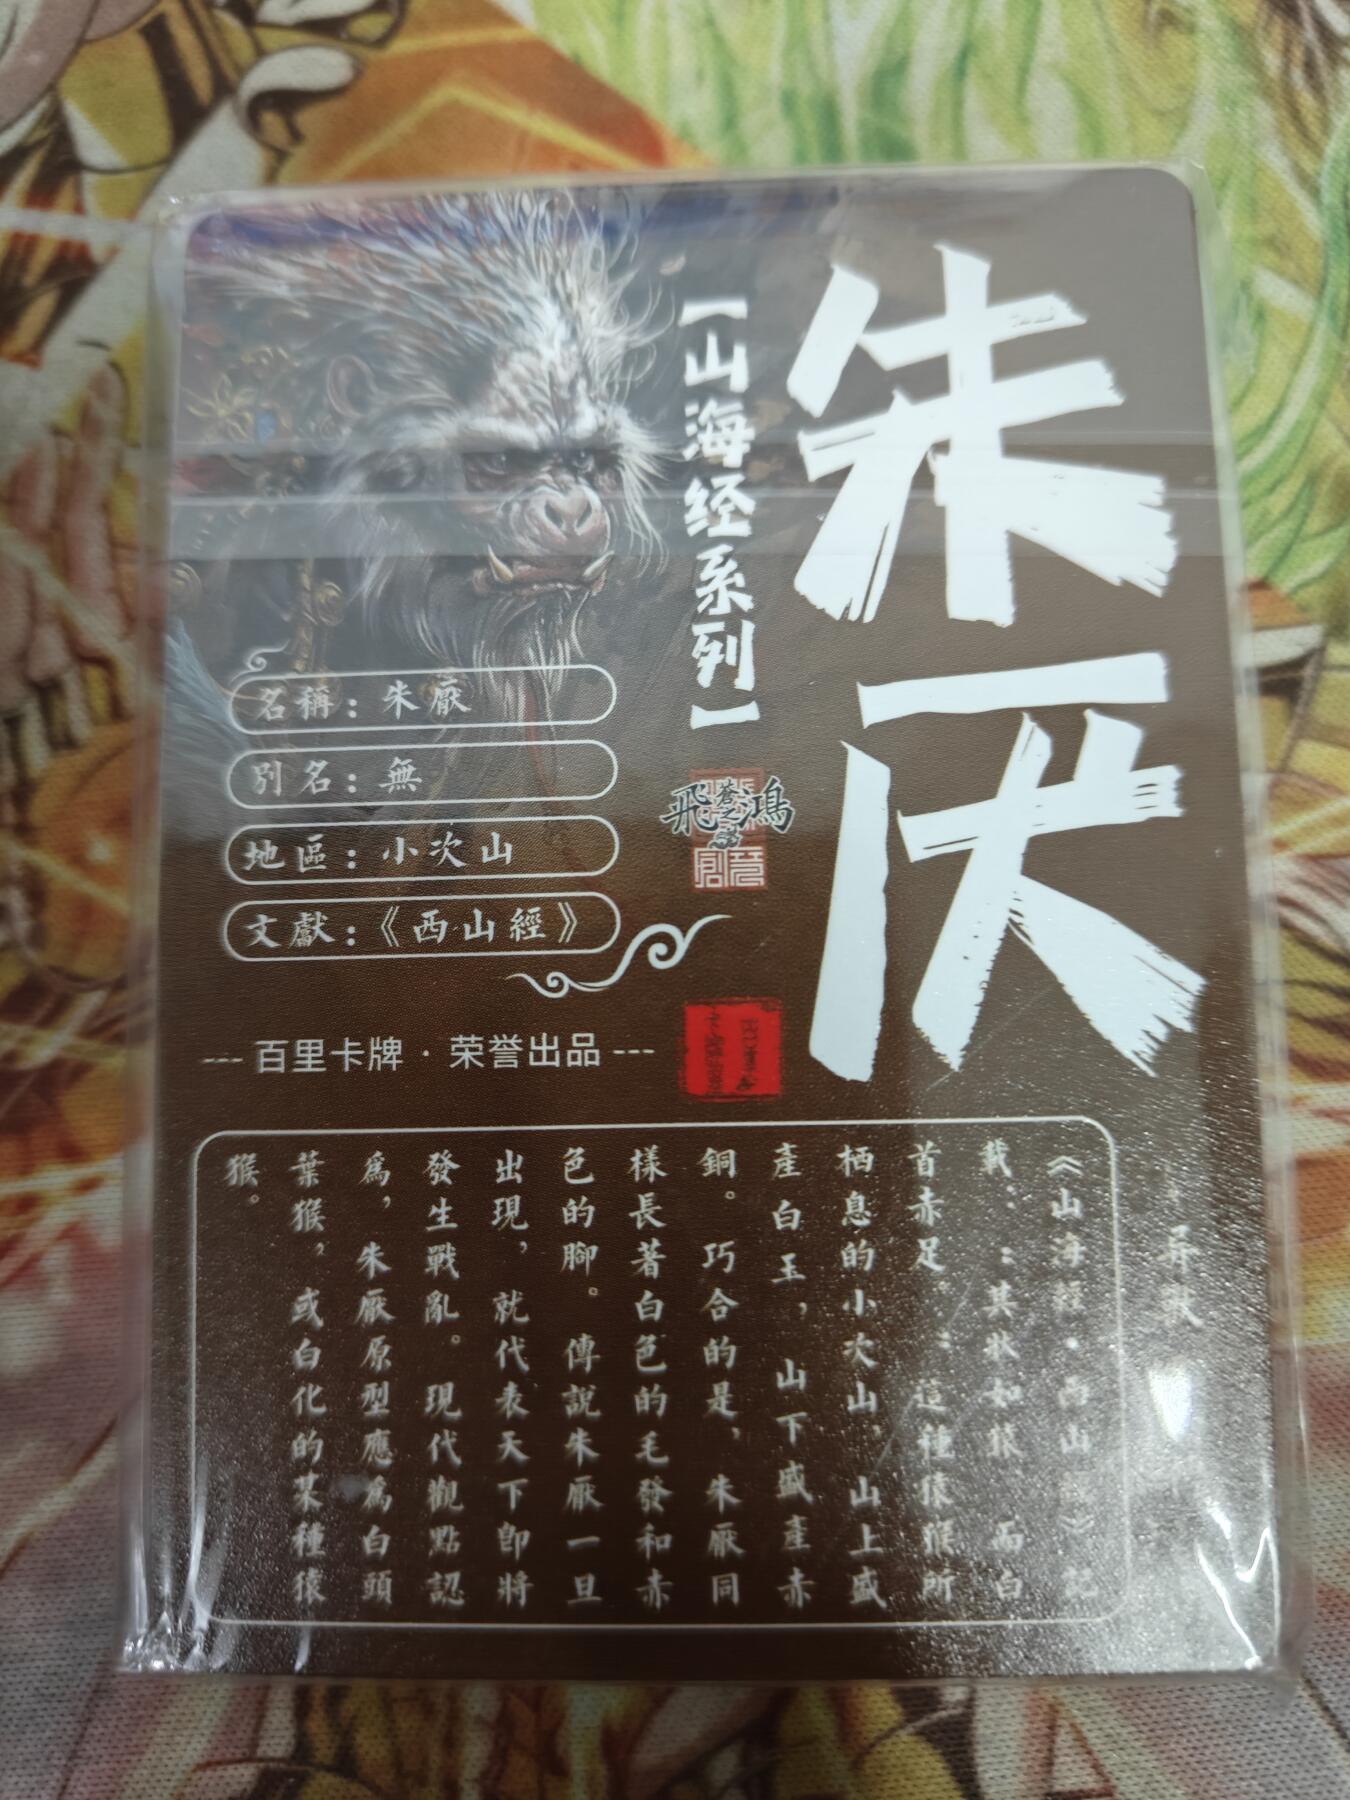 朱厌
【山海经系列】
飛鴻
蒼之
名稱：朱厭
別名：無
地區：小次山
文獻：《西山經》
--- 百里卡牌 · 荣誉出品 ---
《山海經·西山經》記
載：：其狀如猿 而白
首赤足。：這種猿猴所
栖息的小次山，山上盛
產白玉，山下盛產赤
銅。巧合的是，朱厭同
樣長著白色的毛發和赤
色的腳。傳說朱厭一旦
出現，就代表天下即將
發生戰亂。現代觀點認
爲，朱厭原型應爲白頭
葉猴，或白化的某種猿
猴。